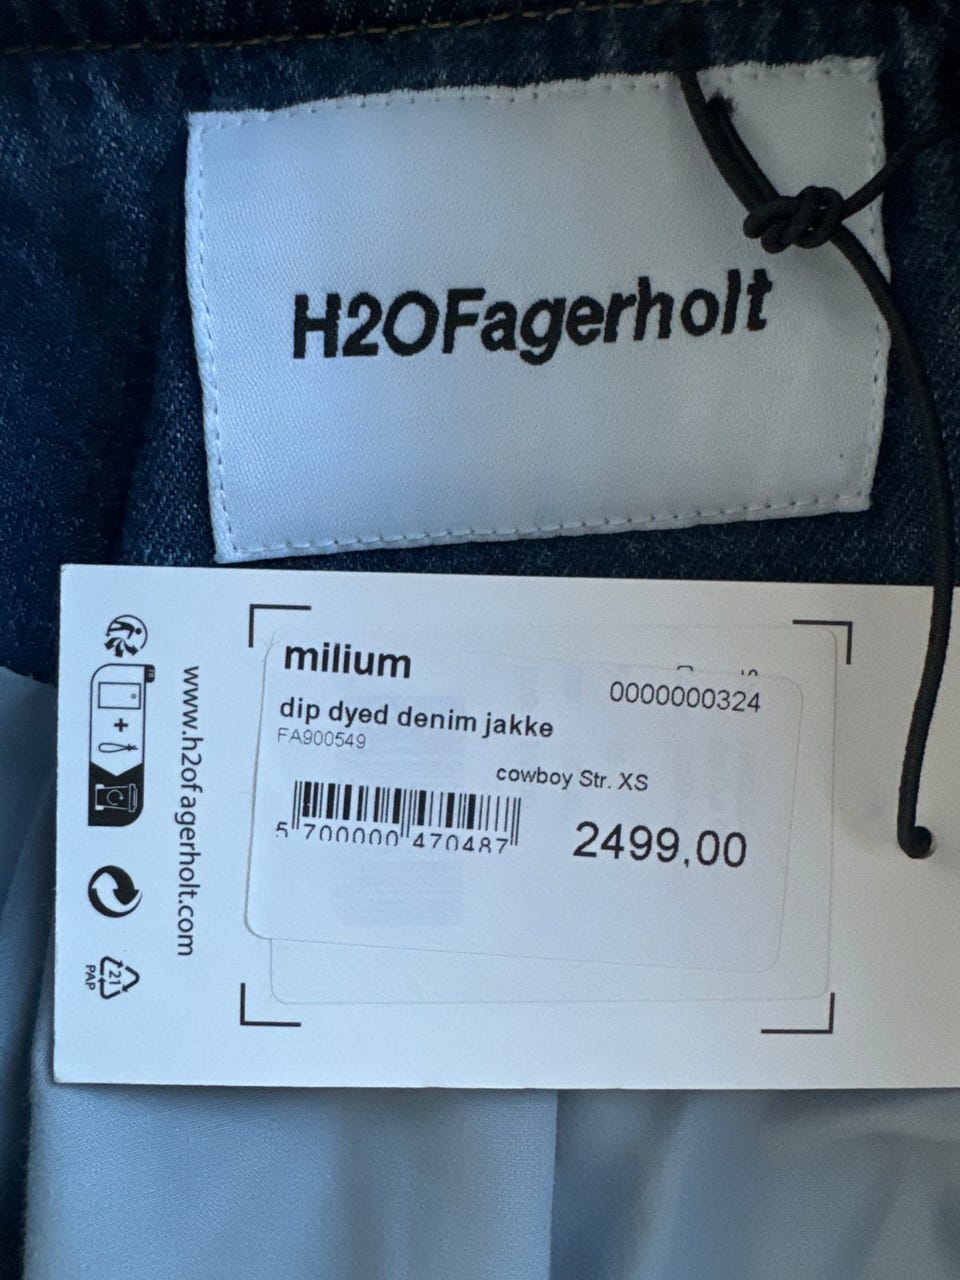 H2OFagerholt
milium
0000000324
dip dyed denim jakke
FA900549
cowboy Str. XS
5 700000 470487
2499,00
www.h2ofagerholt.com
21
PAP